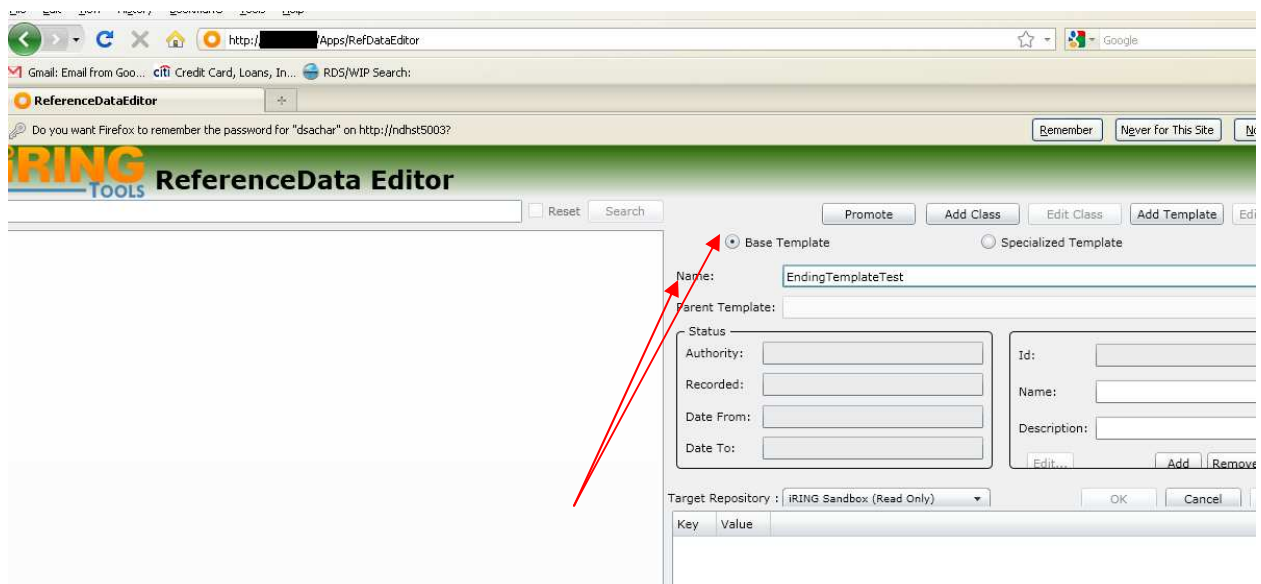 http:/ /Apps/RefDataEditor
Google
Gmail: Email from Goo... citi Credit Card, Loans, In... RDS/WIP Search:
ReferenceDataEditor
Do you want Firefox to remember the password for "dsachar" on http://ndhst5003? Remember Never for This Site
iRING TOOLS ReferenceData Editor
Reset Search Promote Add Class Edit Class Add Template Edi
Base Template Specialized Template
Name: EndingTemplateTest
Parent Template:
Status
Authority: Id:
Recorded: Name:
Date From: Description:
Date To: Edit... Add Remove
Target Repository : iRING Sandbox (Read Only) OK Cancel
Key Value